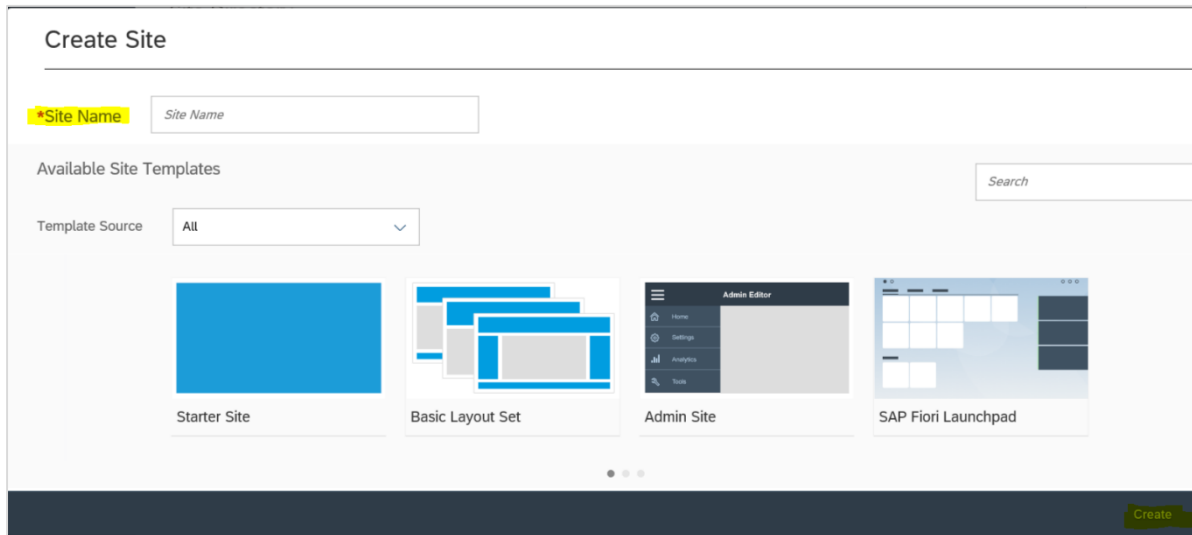 Create Site
*Site Name
Site Name
Available Site Templates
Search
Template Source
All
Admin Editor
Home
Settings
Analytics
Tools
Starter Site
Basic Layout Set
Admin Site
SAP Fiori Launchpad
Create